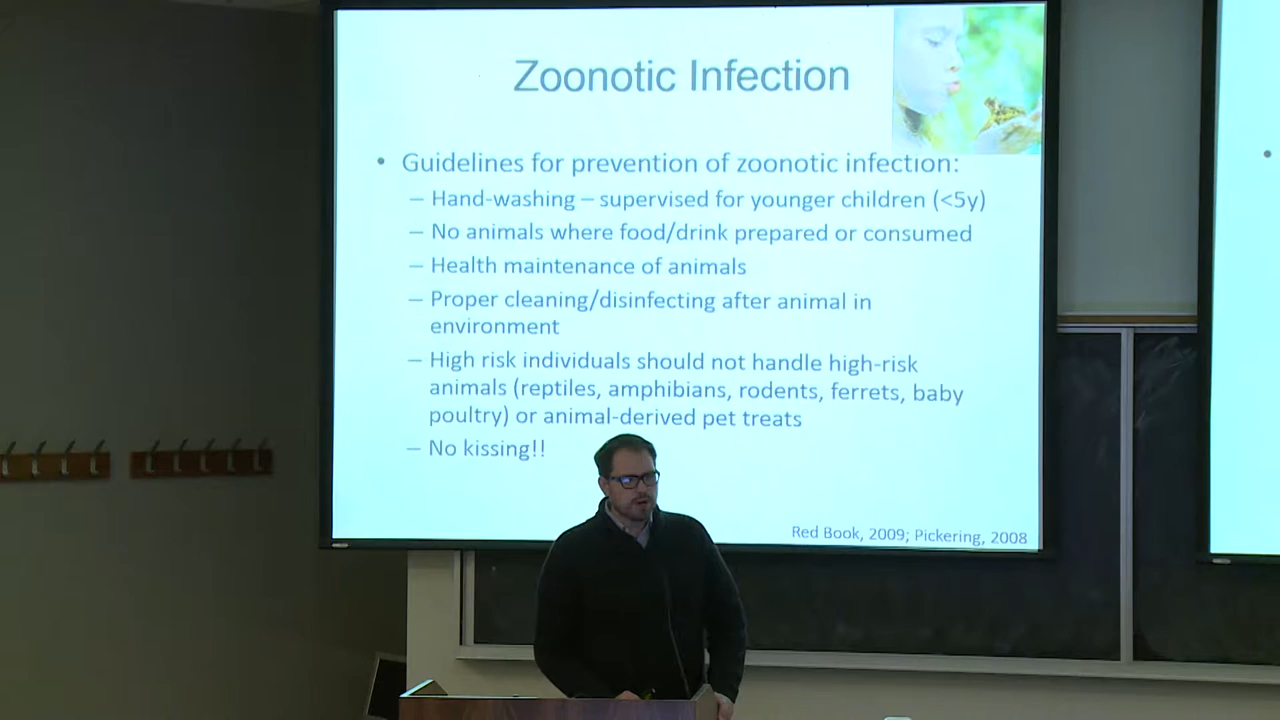 Zoonotic Infection
• Guidelines for prevention of zoonotic infection:
– Hand-washing – supervised for younger children (<5y)
– No animals where food/drink prepared or consumed
– Health maintenance of animals
– Proper cleaning/disinfecting after animal in
environment
– High risk individuals should not handle high-risk
animals (reptiles, amphibians, rodents, ferrets, baby
poultry) or animal-derived pet treats
– No kissing!!
Red Book, 2009; Pickering, 2008